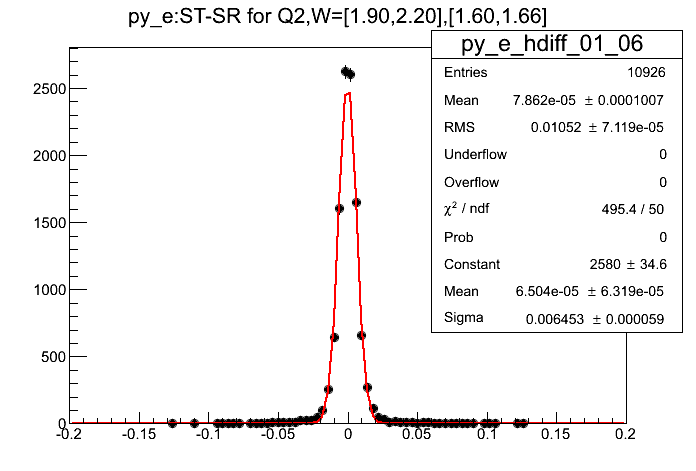 py_e:ST-SR for Q2,W=[1.90,2.20],[1.60,1.66]
py_e_hdiff_01_06
Entries 10926
Mean 7.862e-05 ± 0.0001007
RMS 0.01052 ± 7.119e-05
Underflow 0
Overflow 0
χ² / ndf 495.4 / 50
Prob 0
Constant 2580 ± 34.6
Mean 6.504e-05 ± 6.319e-05
Sigma 0.006453 ± 0.000059
2500
2000
1500
1000
500
0
-0.2 -0.15 -0.1 -0.05 0 0.05 0.1 0.15 0.2